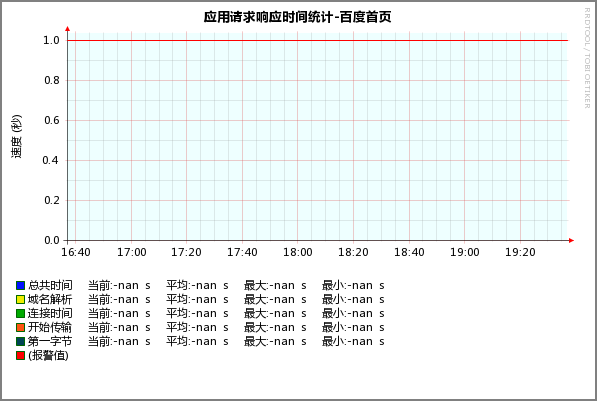 应用请求响应时间统计-百度首页
RRDTOOL / TOBI OETIKER
速度 (秒)
1.0
0.8
0.6
0.4
0.2
0.0
16:40 17:00 17:20 17:40 18:00 18:20 18:40 19:00 19:20
总共时间 当前:-nan s 平均:-nan s 最大:-nan s 最小:-nan s
域名解析 当前:-nan s 平均:-nan s 最大:-nan s 最小:-nan s
连接时间 当前:-nan s 平均:-nan s 最大:-nan s 最小:-nan s
开始传输 当前:-nan s 平均:-nan s 最大:-nan s 最小:-nan s
第一字节 当前:-nan s 平均:-nan s 最大:-nan s 最小:-nan s
(报警值)